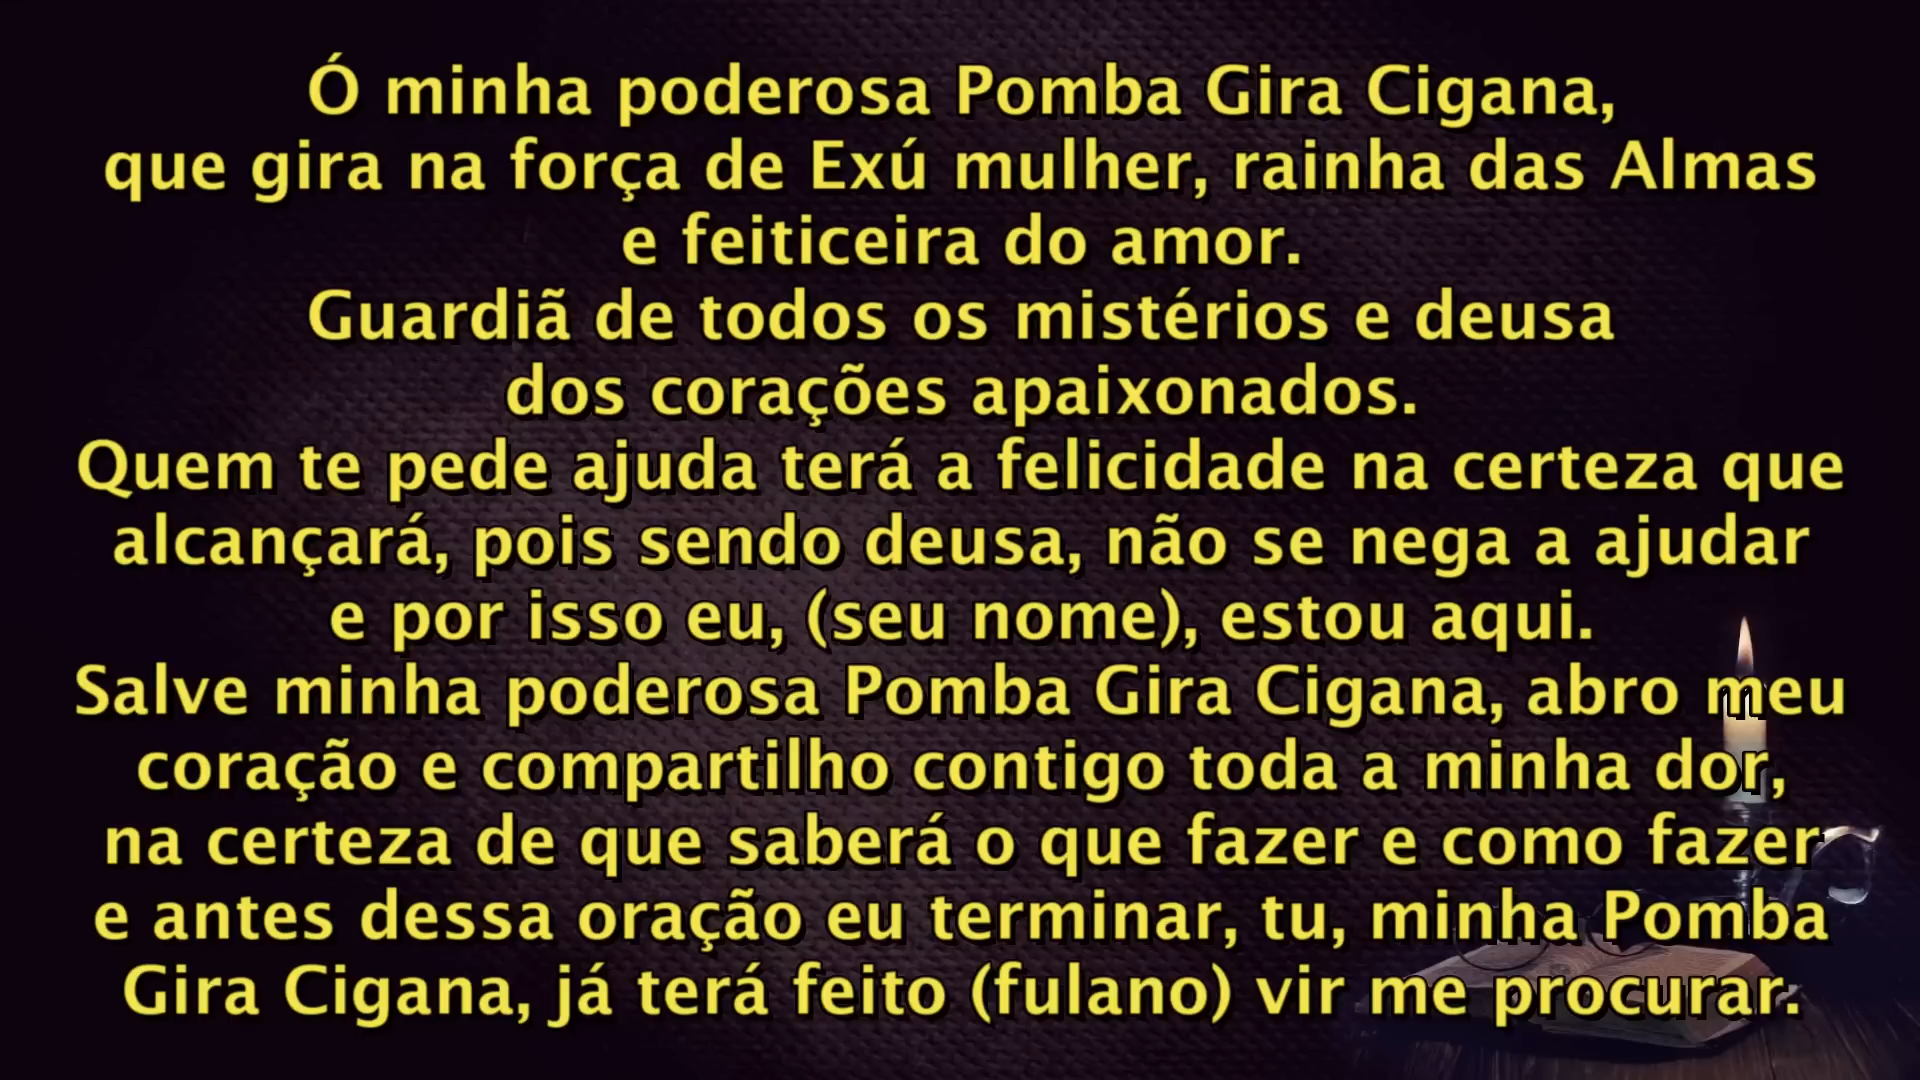 Ó minha poderosa Pomba Gira Cigana,
que gira na força de Exú mulher, rainha das Almas
e feiticeira do amor.
Guardiã de todos os mistérios e deusa
dos corações apaixonados.
Quem te pede ajuda terá a felicidade na certeza que
alcançará, pois sendo deusa, não se nega a ajudar
e por isso eu, (seu nome), estou aqui.
Salve minha poderosa Pomba Gira Cigana, abro meu
coração e compartilho contigo toda a minha dor,
na certeza de que saberá o que fazer e como fazer
e antes dessa oração eu terminar, tu, minha Pomba
Gira Cigana, já terá feito (fulano) vir me procurar.